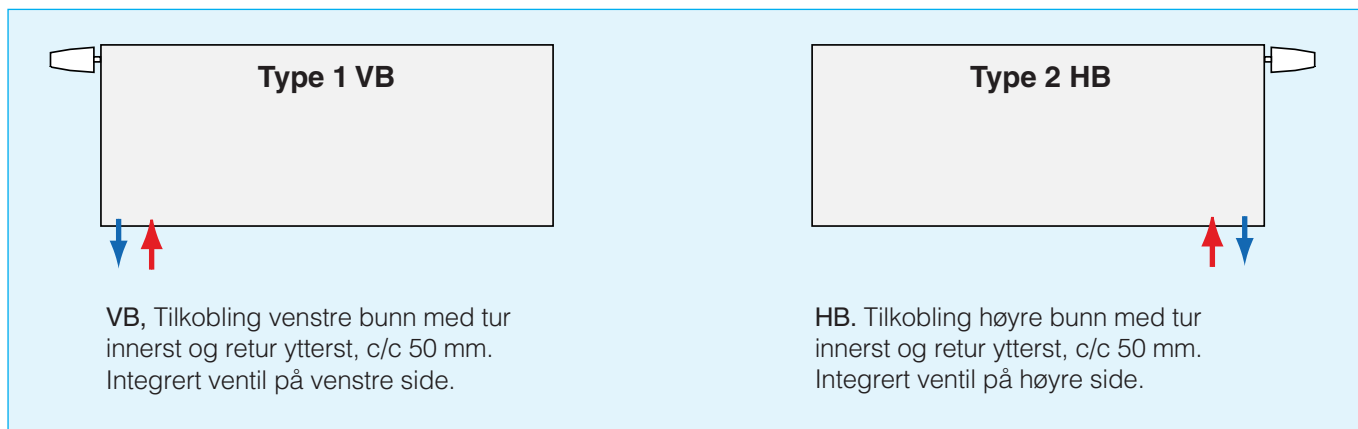 Type 1 VB
VB, Tilkobling venstre bunn med tur
innerst og retur ytterst, c/c 50 mm.
Integrert ventil på venstre side.
Type 2 HB
HB. Tilkobling høyre bunn med tur
innerst og retur ytterst, c/c 50 mm.
Integrert ventil på høyre side.